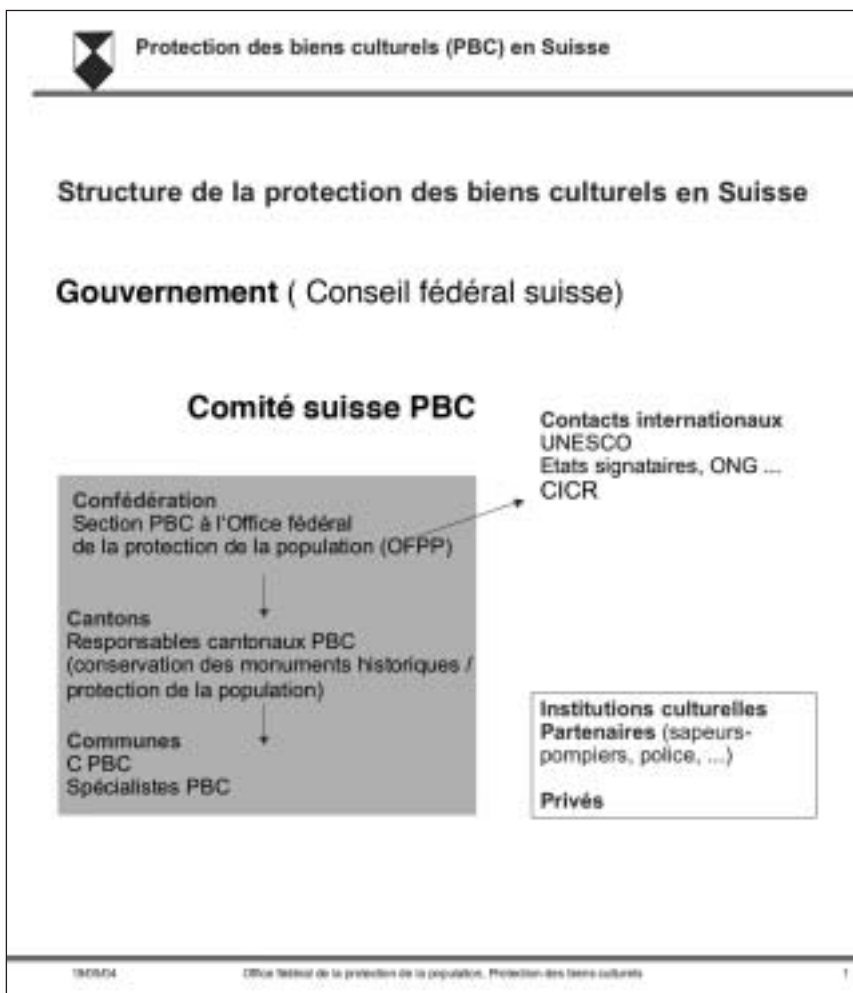 Protection des biens culturels (PBC) en Suisse
Structure de la protection des biens culturels en Suisse
Gouvernement ( Conseil fédéral suisse)
Comité suisse PBC
Contacts internationaux
UNESCO
Etats signataires, ONG ...
CICR
Confédération
Section PBC à l'Office fédéral
de la protection de la population (OFPP)
Cantons
Responsables cantonaux PBC
(conservation des monuments historiques /
protection de la population)
Communes
C PBC
Spécialistes PBC
Institutions culturelles
Partenaires (sapeurs-
pompiers, police, ...)
Privés
Office fédéral de la protection de la population, Protection des biens culturels
1